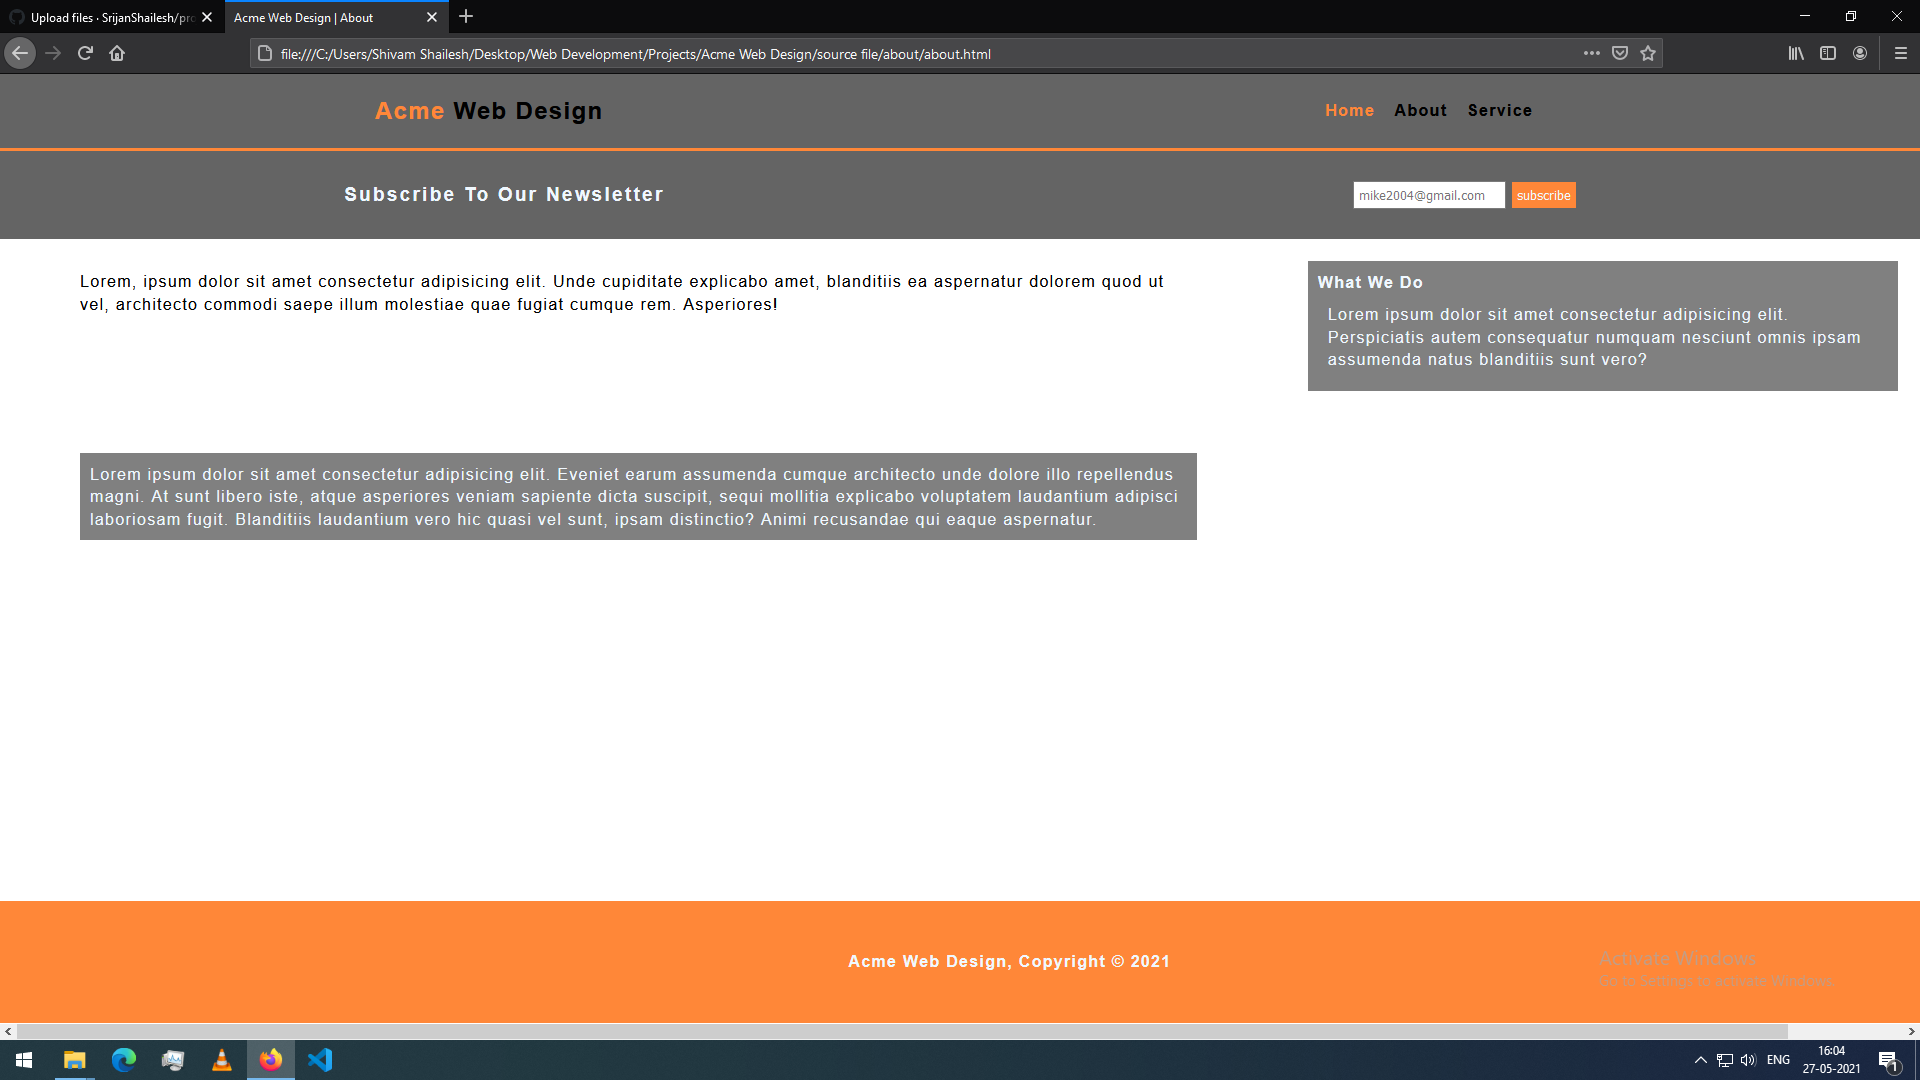 Upload files · SrijanShailesh/pro
Acme Web Design | About
file:///C:/Users/Shivam Shailesh/Desktop/Web Development/Projects/Acme Web Design/source file/about/about.html
Acme Web Design
Home About Service
Subscribe To Our Newsletter
mike2004@gmail.com subscribe
Lorem, ipsum dolor sit amet consectetur adipisicing elit. Unde cupiditate explicabo amet, blanditiis ea aspernatur dolorem quod ut
vel, architecto commodi saepe illum molestiae quae fugiat cumque rem. Asperiores!
What We Do
Lorem ipsum dolor sit amet consectetur adipisicing elit.
Perspiciatis autem consequatur numquam nesciunt omnis ipsam
assumenda natus blanditiis sunt vero?
Lorem ipsum dolor sit amet consectetur adipisicing elit. Eveniet earum assumenda cumque architecto unde dolore illo repellendus
magni. At sunt libero iste, atque asperiores veniam sapiente dicta suscipit, sequi mollitia explicabo voluptatem laudantium adipisci
laboriosam fugit. Blanditiis laudantium vero hic quasi vel sunt, ipsam distinctio? Animi recusandae qui eaque aspernatur.
Acme Web Design, Copyright © 2021
Activate Windows
Go to Settings to activate Windows.
ENG
16:04
27-05-2021
1